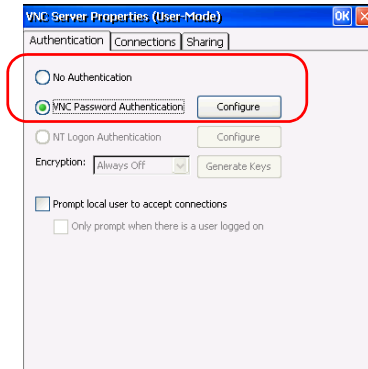 VNC Server Properties (User-Mode) OK
Authentication Connections Sharing
No Authentication
VNC Password Authentication Configure
NT Logon Authentication Configure
Encryption: Always Off Generate Keys
Prompt local user to accept connections
Only prompt when there is a user logged on